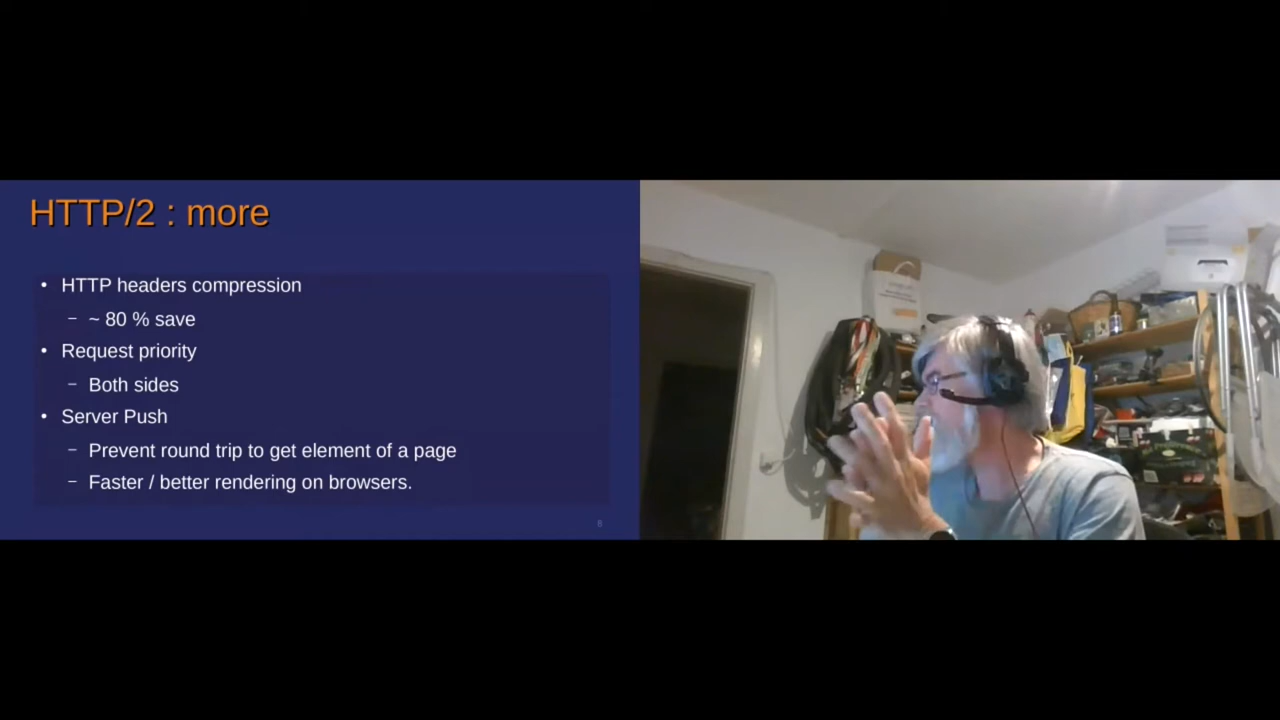 HTTP/2 : more
• HTTP headers compression
– ~ 80 % save
• Request priority
– Both sides
• Server Push
– Prevent round trip to get element of a page
– Faster / better rendering on browsers.